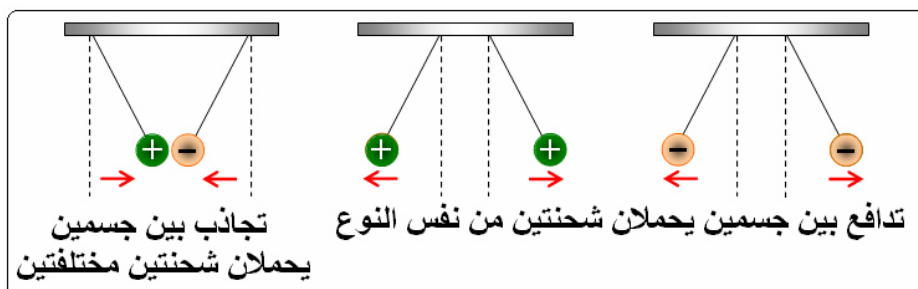 تدافع بين جسمين يحملان شحنتين من نفس النوع
تجاذب بين جسمين
يحملان شحنتين مختلفتين